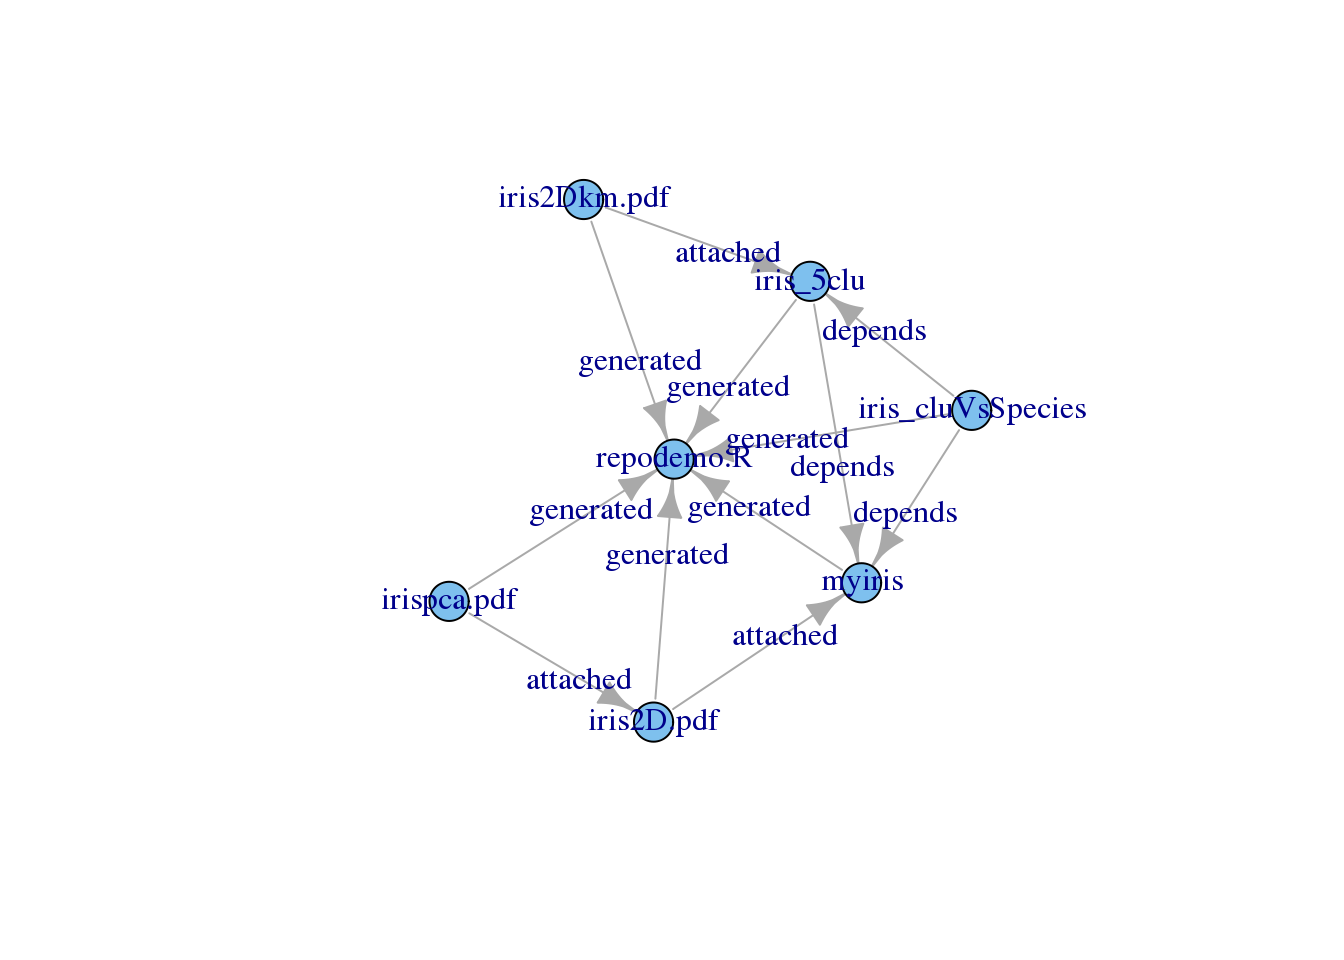 iris2Dkm.pdf
attached
iris_5clu
depends
generated
generated
iris_cluVsSpecies
generated
repodemo.R
depends
generated
generated
depends
generated
myiris
irispca.pdf
attached
attached
iris2D.pdf